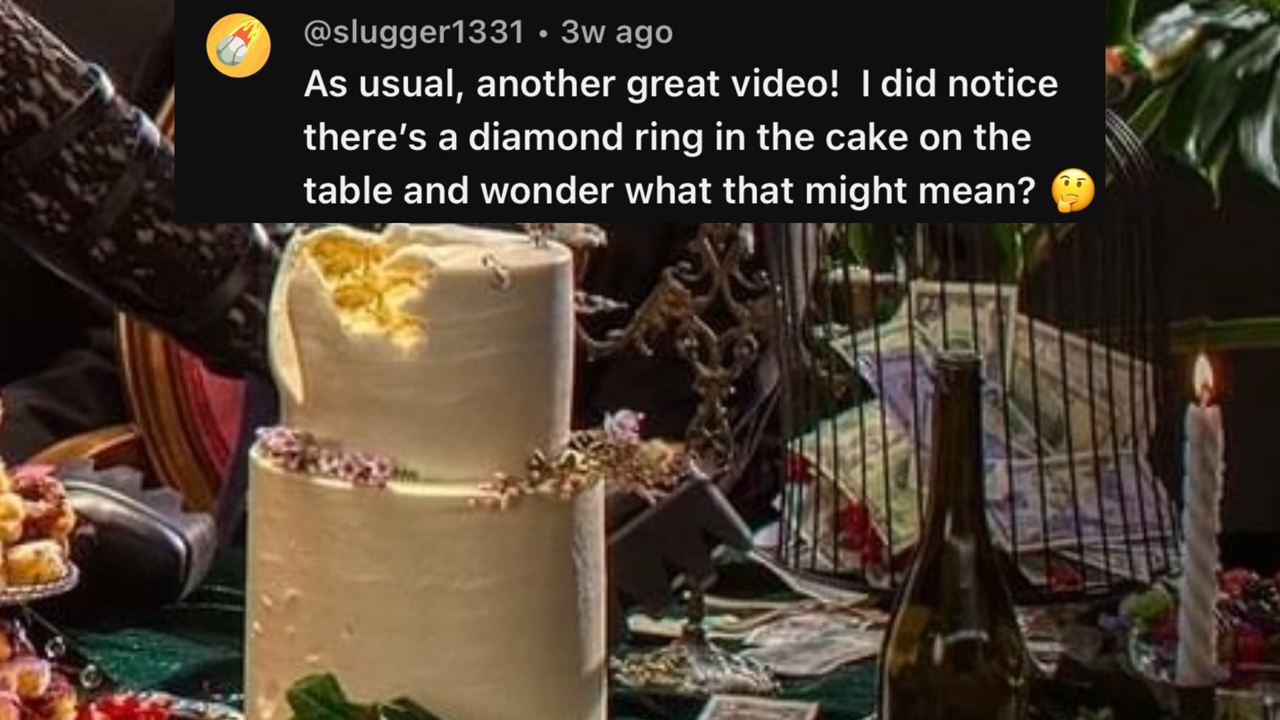 @slugger1331 • 3w ago
As usual, another great video!  I did notice
there's a diamond ring in the cake on the
table and wonder what that might mean? 🤔